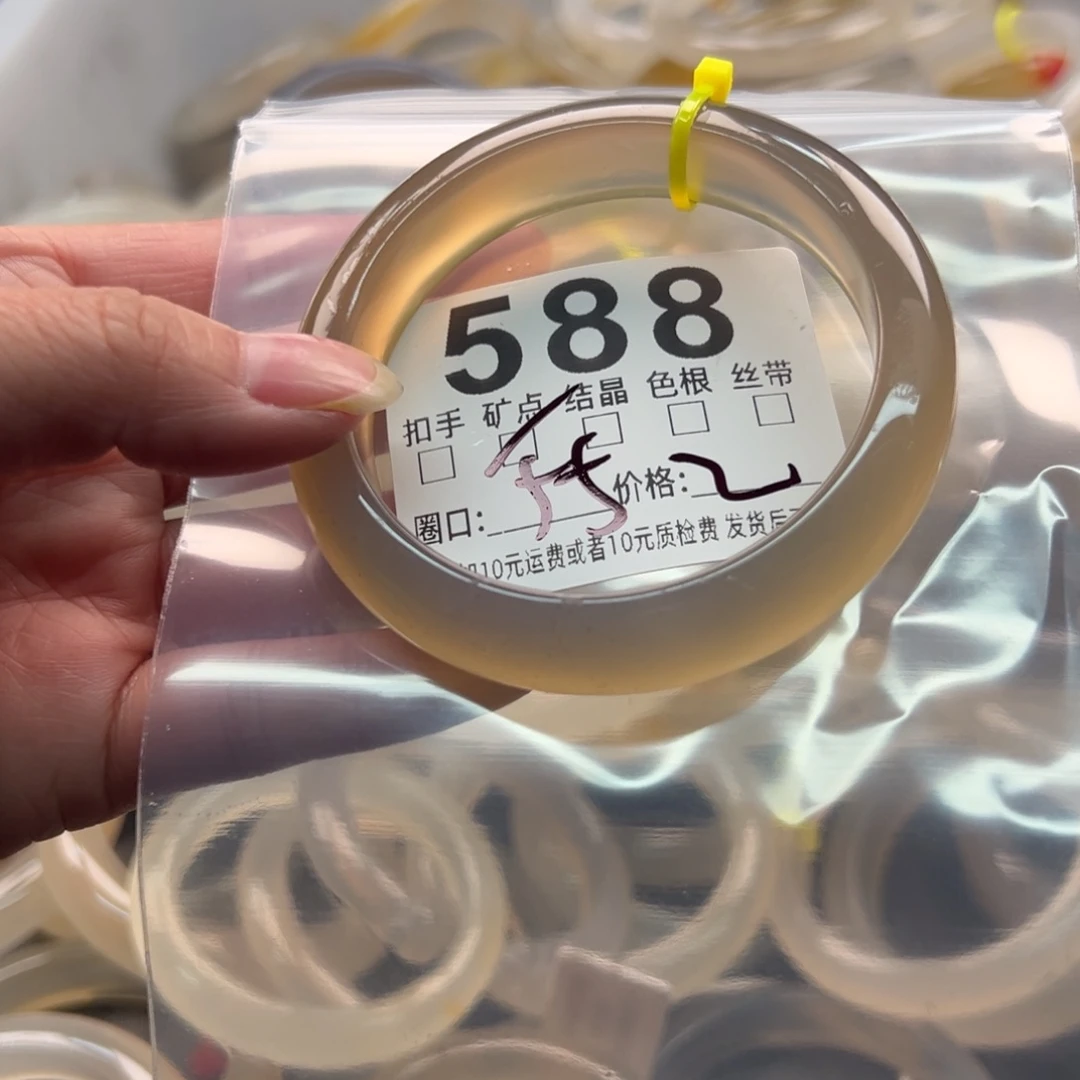 588
扣手 矿点 结晶 色根 丝带
圈口: 价格:
10元运费或者10元质检费 发货后